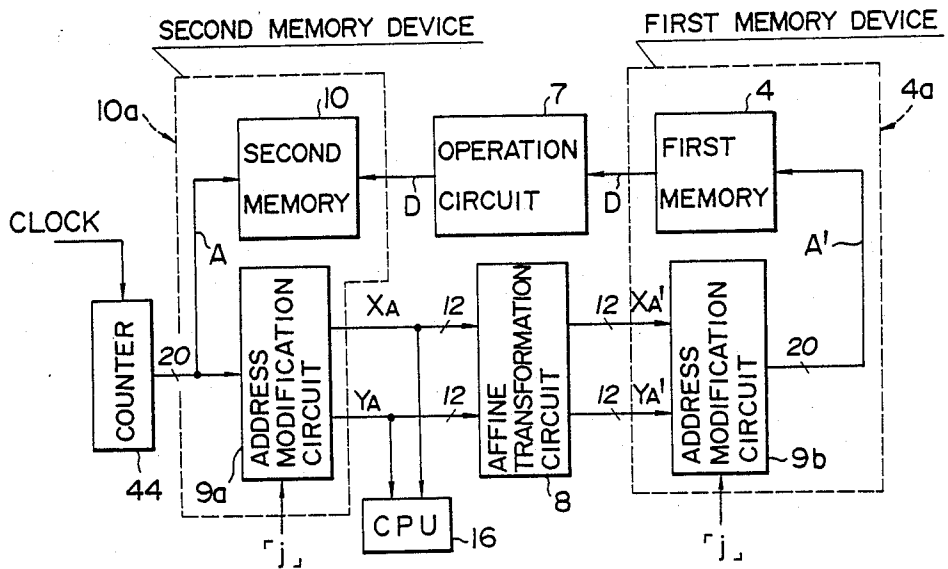 SECOND MEMORY DEVICE
FIRST MEMORY DEVICE
10a
10
7
4
4a
SECOND
MEMORY
OPERATION
CIRCUIT
FIRST
MEMORY
D
D
CLOCK
A
A'
COUNTER
44
20
ADDRESS
MODIFICATION
CIRCUIT
9a
XA
12
YA
12
AFFINE
TRANSFORMATION
CIRCUIT
8
12
XA'
12
YA'
ADDRESS
MODIFICATION
CIRCUIT
9b
20
CPU
16
「j」
「j」